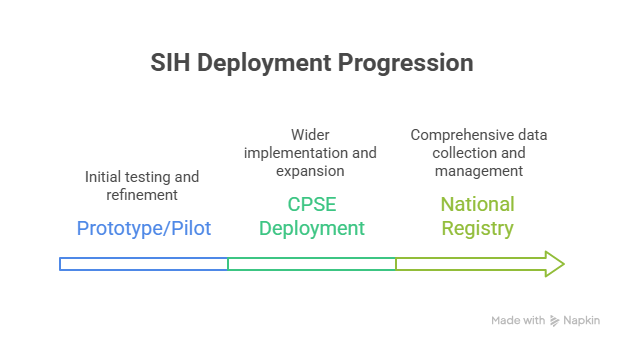 SIH Deployment Progression
Initial testing and
refinement
Prototype/Pilot
Wider
implementation and
expansion
CPSE
Deployment
Comprehensive data
collection and
management
National
Registry
Made with Napkin